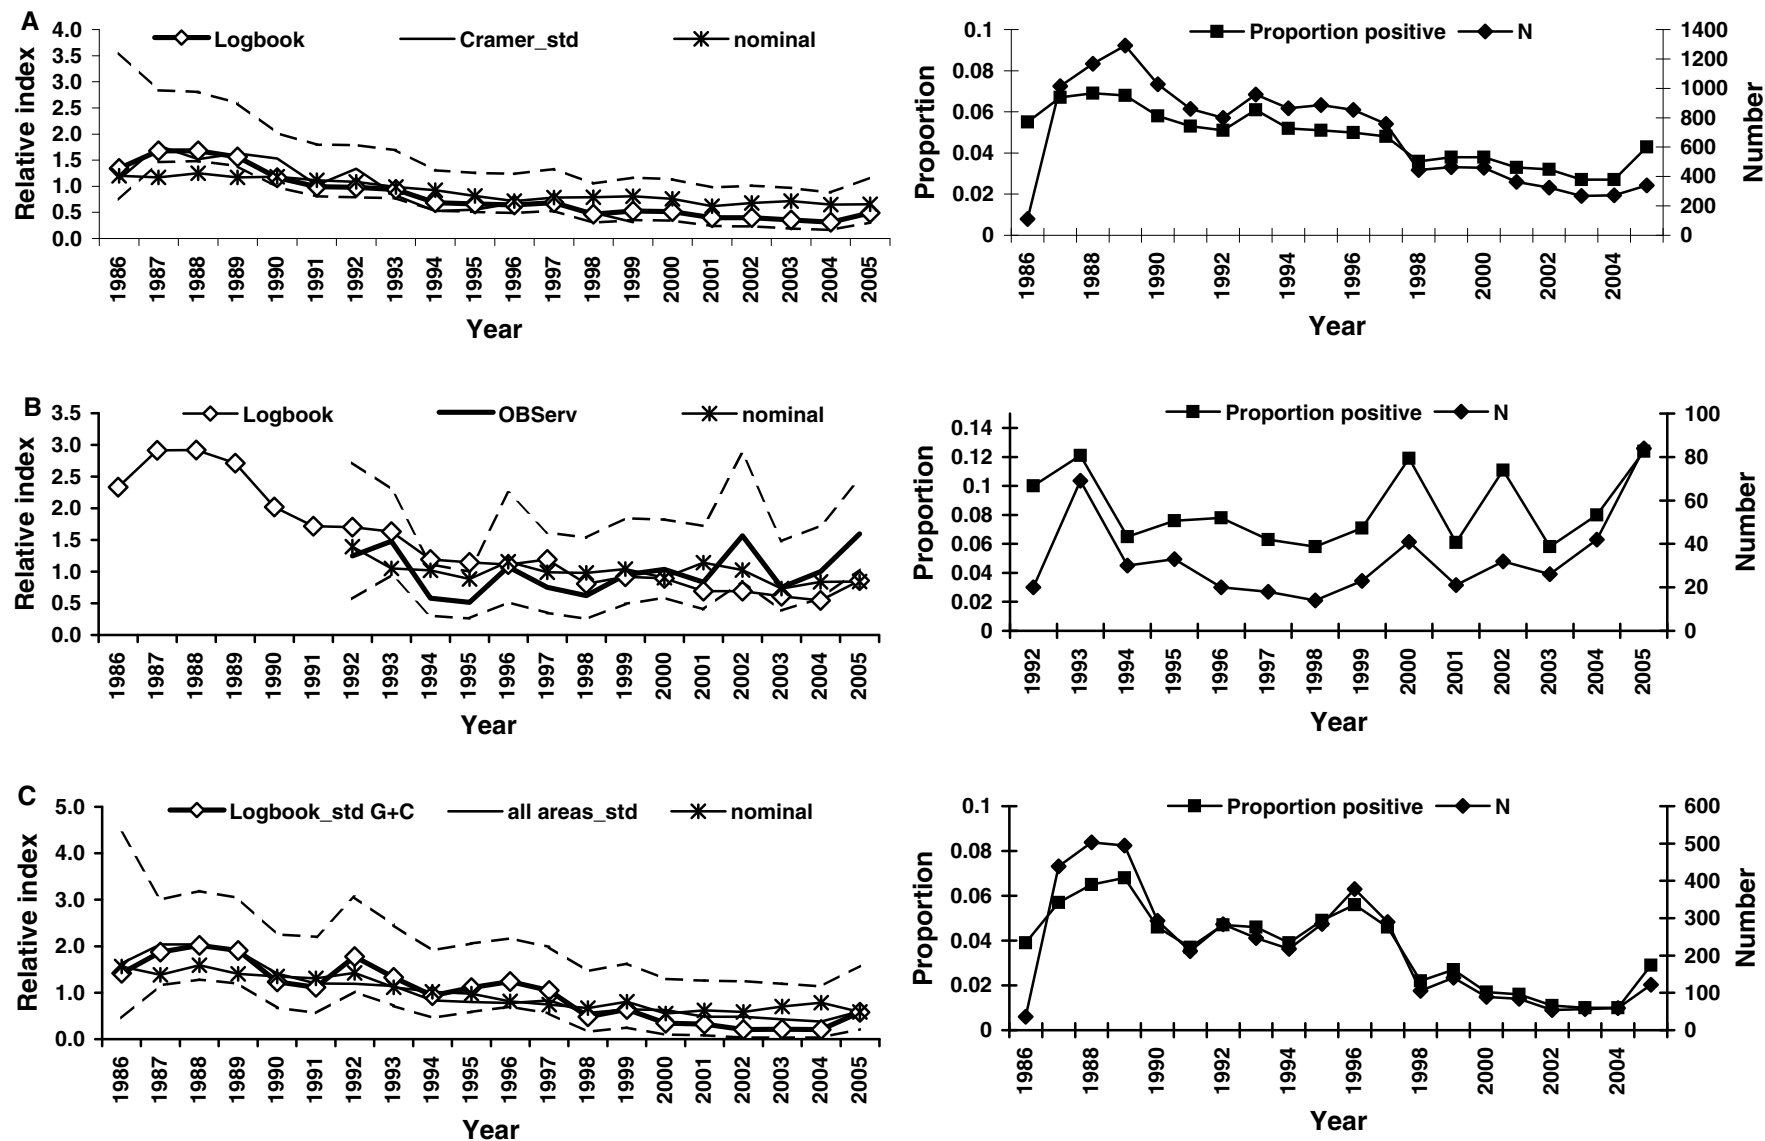 A
Logbook Cramer_std nominal
Relative index
4.0
3.5
3.0
2.5
2.0
1.5
1.0
0.5
0.0
1986 1987 1988 1989 1990 1991 1992 1993 1994 1995 1996 1997 1998 1999 2000 2001 2002 2003 2004 2005
Year
Proportion positive N
Proportion
0.1
0.08
0.06
0.04
0.02
0
1400
1200
1000
800
600
400
200
0
Number
1986 1988 1990 1992 1994 1996 1998 2000 2002 2004
Year
B
Logbook OBServ nominal
Relative index
3.5
3.0
2.5
2.0
1.5
1.0
0.5
0.0
1986 1987 1988 1989 1990 1991 1992 1993 1994 1995 1996 1997 1998 1999 2000 2001 2002 2003 2004 2005
Year
Proportion positive N
Proportion
0.14
0.12
0.1
0.08
0.06
0.04
0.02
0
100
80
60
40
20
0
Number
1992 1993 1994 1995 1996 1997 1998 1999 2000 2001 2002 2003 2004 2005
Year
C
Logbook_std G+C all areas_std nominal
Relative index
5.0
4.0
3.0
2.0
1.0
0.0
1986 1987 1988 1989 1990 1991 1992 1993 1994 1995 1996 1997 1998 1999 2000 2001 2002 2003 2004 2005
Year
Proportion positive N
Proportion
0.1
0.08
0.06
0.04
0.02
0
600
500
400
300
200
100
0
Number
1986 1988 1990 1992 1994 1996 1998 2000 2002 2004
Year